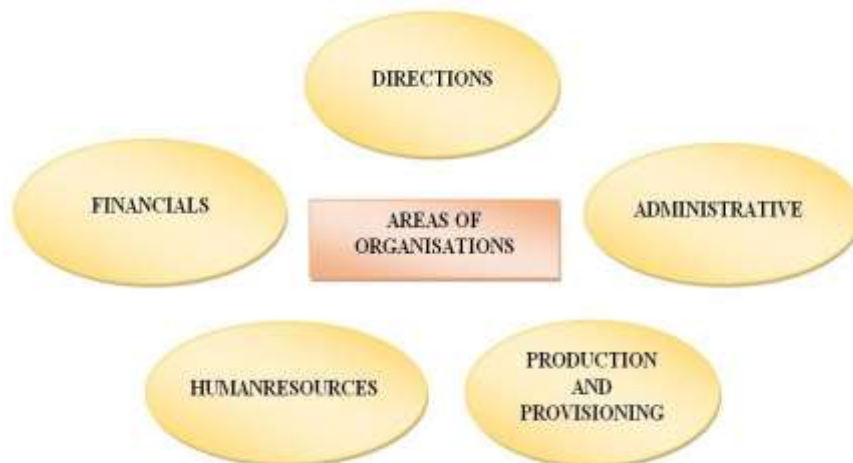 DIRECTIONS
FINANCIALS
AREAS OF
ORGANISATIONS
ADMINISTRATIVE
HUMANRESOURCES
PRODUCTION
AND
PROVISIONING